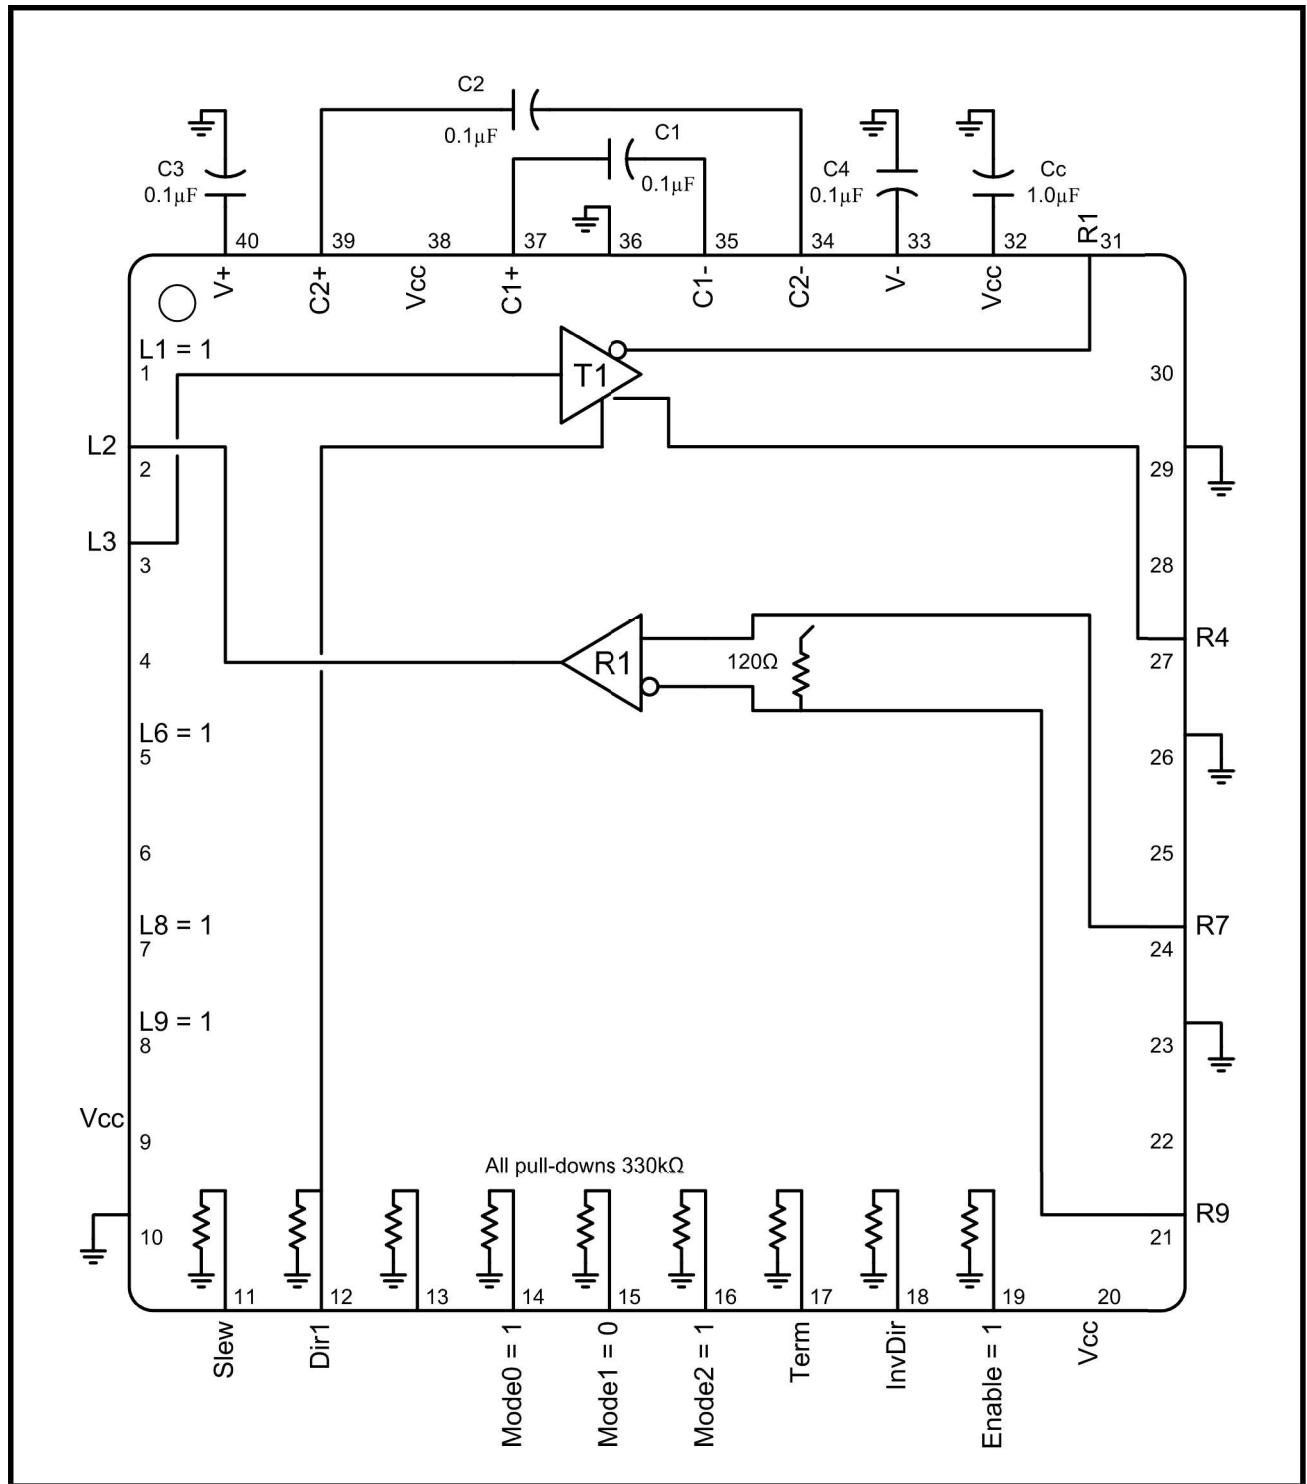 C2
0.1µF
C1
0.1µF
C3
0.1µF
C4
0.1µF
Cc
1.0µF
R1
40
39
38
37
36
35
34
33
32
31
V+
C2+
Vcc
C1+
C1-
C2-
V-
Vcc
L1 = 1
1
T1
30
L2
2
29
L3
3
28
R4
27
4
R1
120Ω
L6 = 1
5
26
6
25
L8 = 1
7
R7
24
L9 = 1
8
23
Vcc
9
22
All pull-downs 330kΩ
10
R9
21
11
12
13
14
15
16
17
18
19
20
Slew
Dir1
Mode0 = 1
Mode1 = 0
Mode2 = 1
Term
InvDir
Enable = 1
Vcc